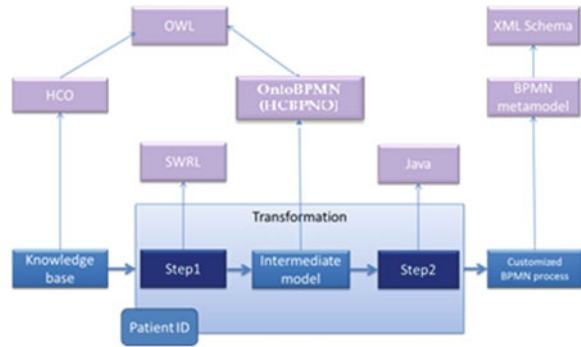 OWL
XML Schema
HCO
OntoBPMN
(HCBPNO)
BPMN
metamodel
SWRL
Java
Transformation
Knowledge
base
Step1
Intermediate
model
Step2
Customized
BPMN process
Patient ID